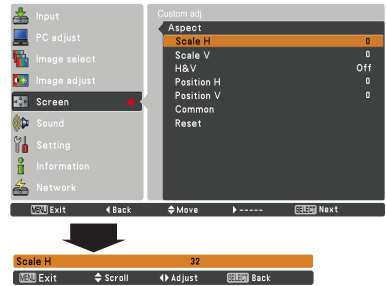 Input
PC adjust
Image select
Image adjust
Screen
Sound
Setting
Information
Network
Custom adj.
Aspect
Scale H 0
Scale V 0
H&V Off
Position H 0
Position V 0
Common
Reset
MENU Exit Back Move ----- SELECT Next
Scale H 32
MENU Exit Scroll Adjust SELECT Back